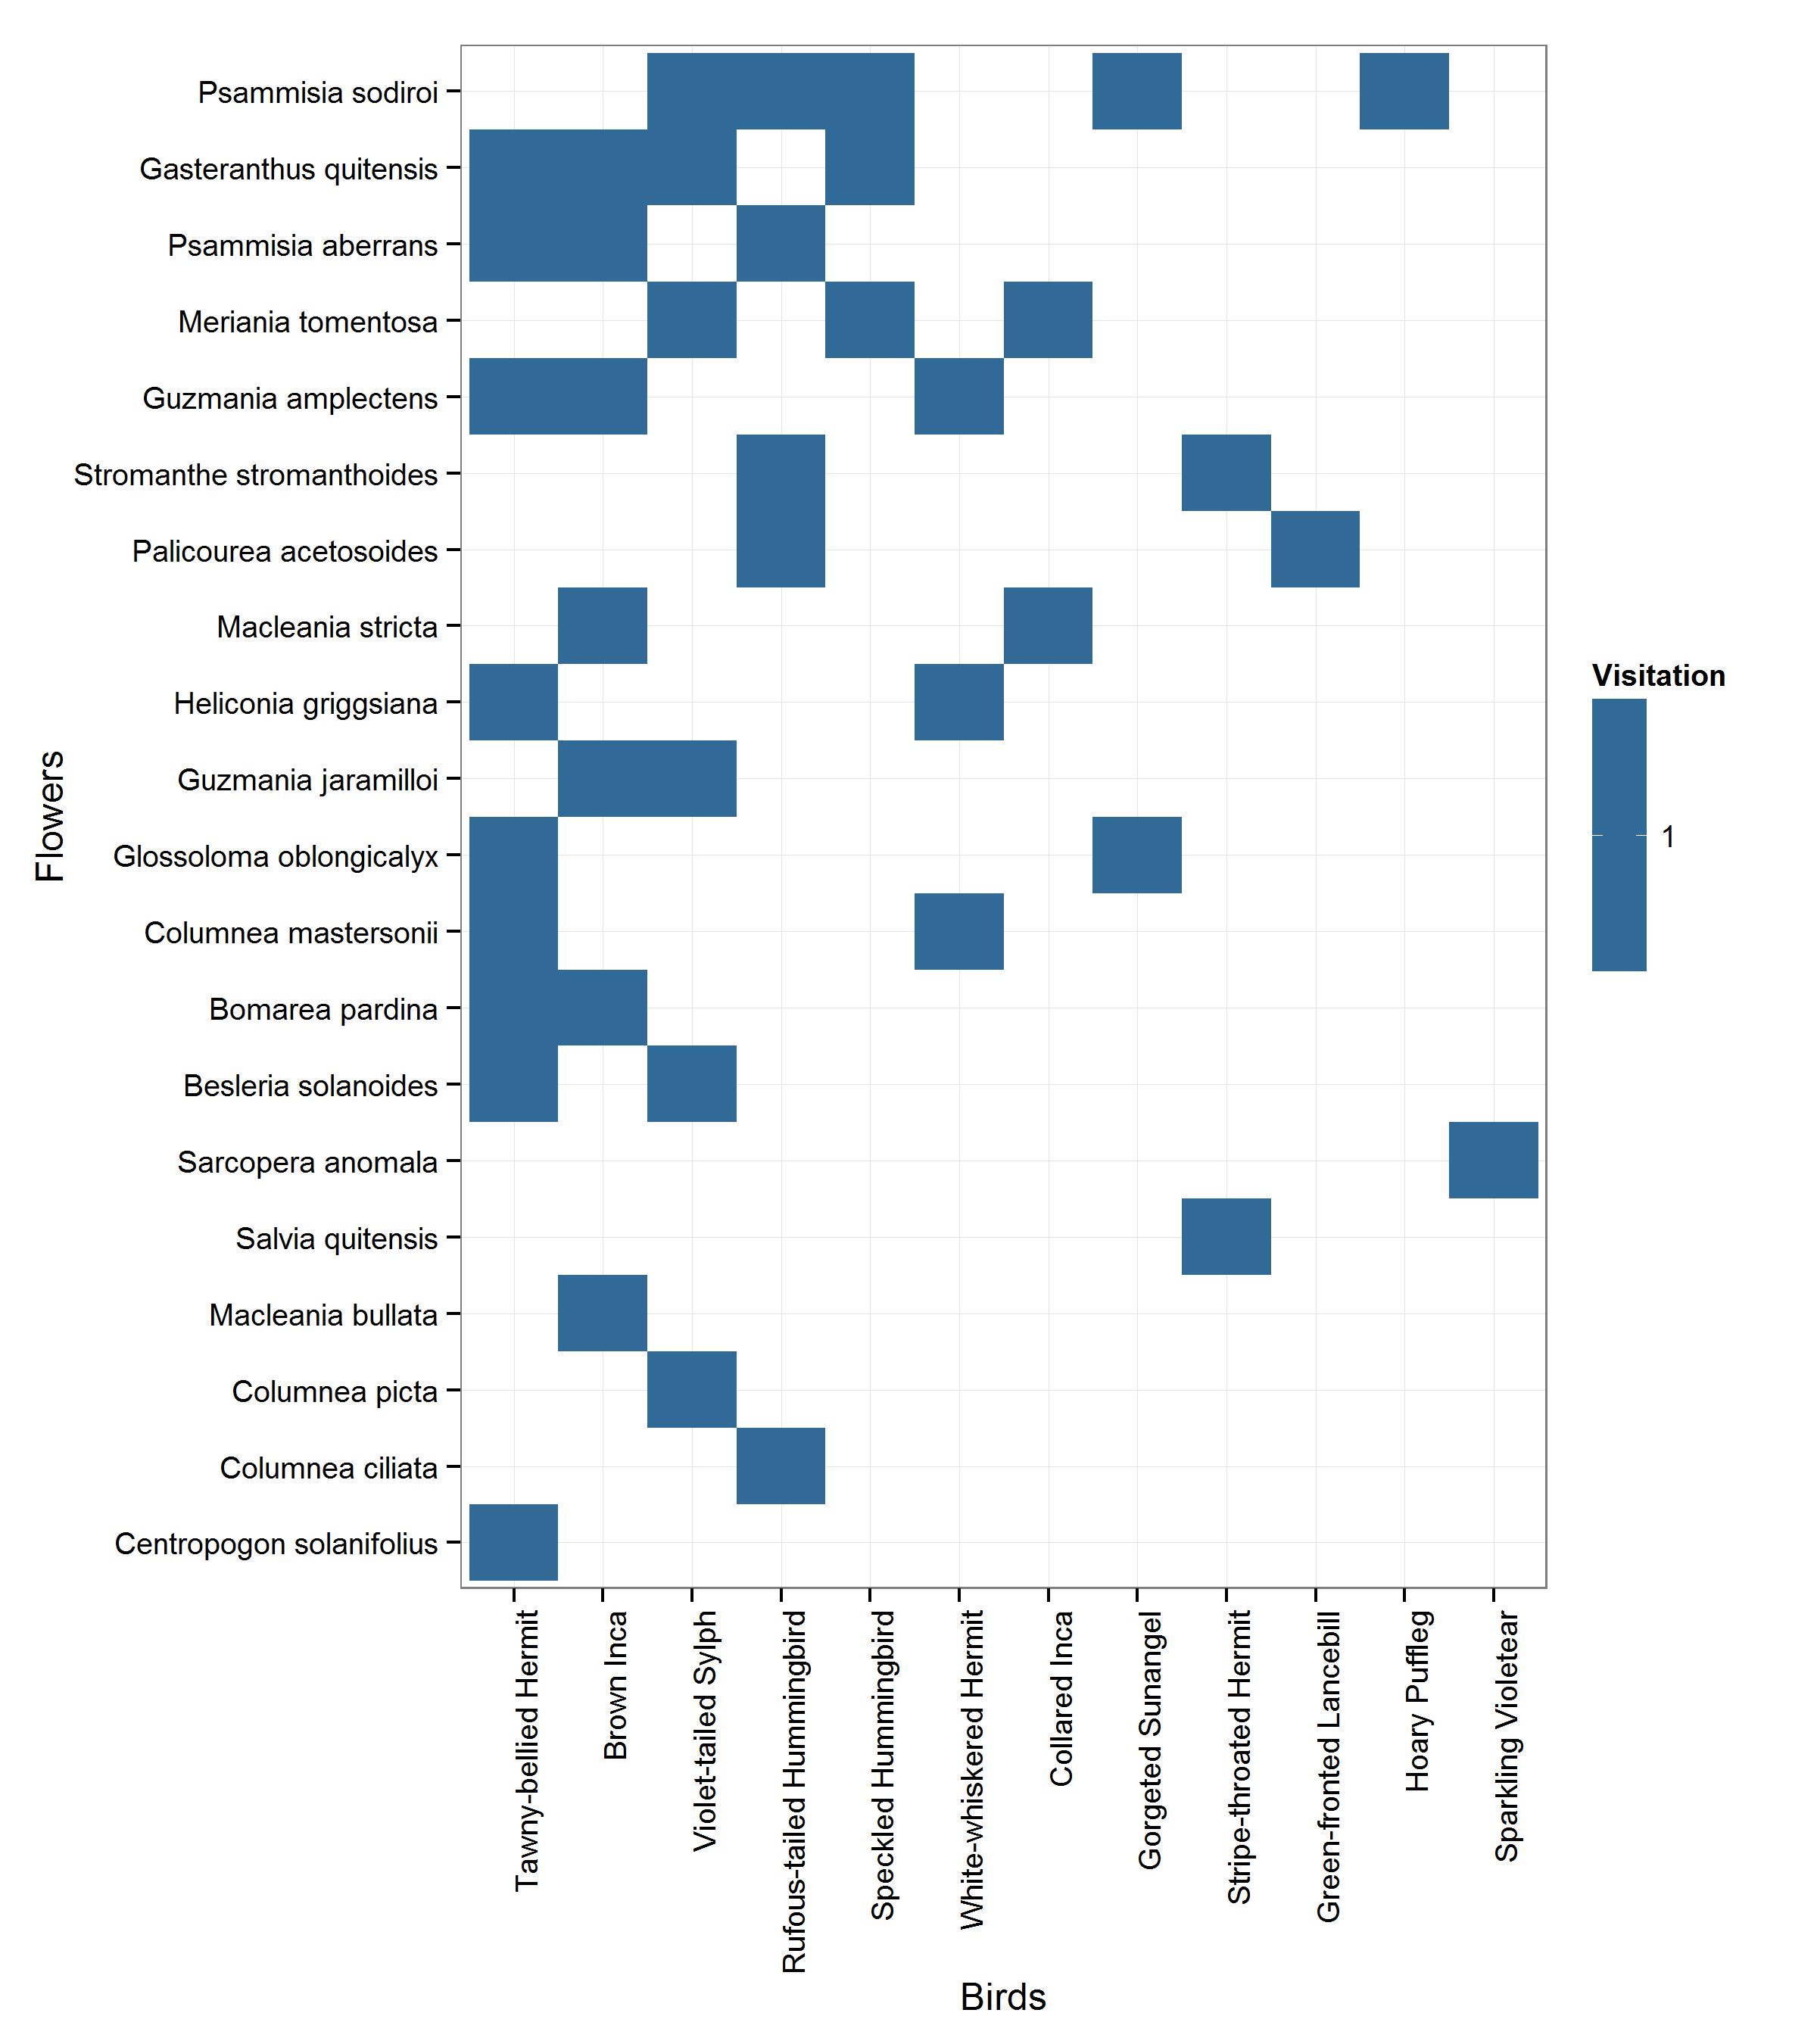 Psammisia sodiroi
Gasteranthus quitensis
Psammisia aberrans
Meriania tomentosa
Guzmania amplectens
Stromanthe stromanthoides
Palicourea acetosoides
Macleania stricta
Heliconia griggsiana
Guzmania jaramilloi
Glossoloma oblongicalyx
Columnea mastersonii
Bomarea pardina
Besleria solanoides
Sarcopera anomala
Salvia quitensis
Macleania bullata
Columnea picta
Columnea ciliata
Centropogon solanifolius
Flowers
Tawny-bellied Hermit
Brown Inca
Violet-tailed Sylph
Rufous-tailed Hummingbird
Speckled Hummingbird
White-whiskered Hermit
Collared Inca
Gorgeted Sunangel
Stripe-throated Hermit
Green-fronted Lancebill
Hoary Puffleg
Sparkling Violetear
Birds
Visitation
1